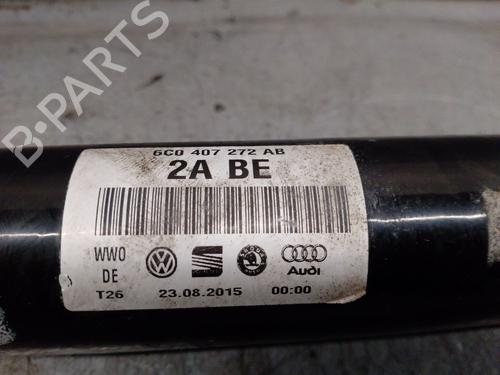 6C0 407 272 AB
2A BE
WWO
DE
Audi
T26 23.08.2015 00:00
B-PARTS